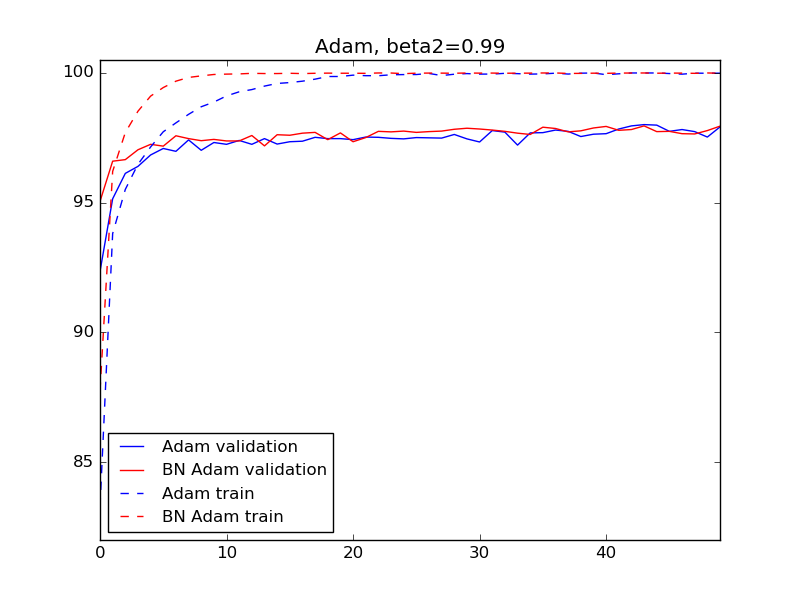 Adam, beta2=0.99
100
95
90
85
Adam validation
BN Adam validation
Adam train
BN Adam train
0 10 20 30 40